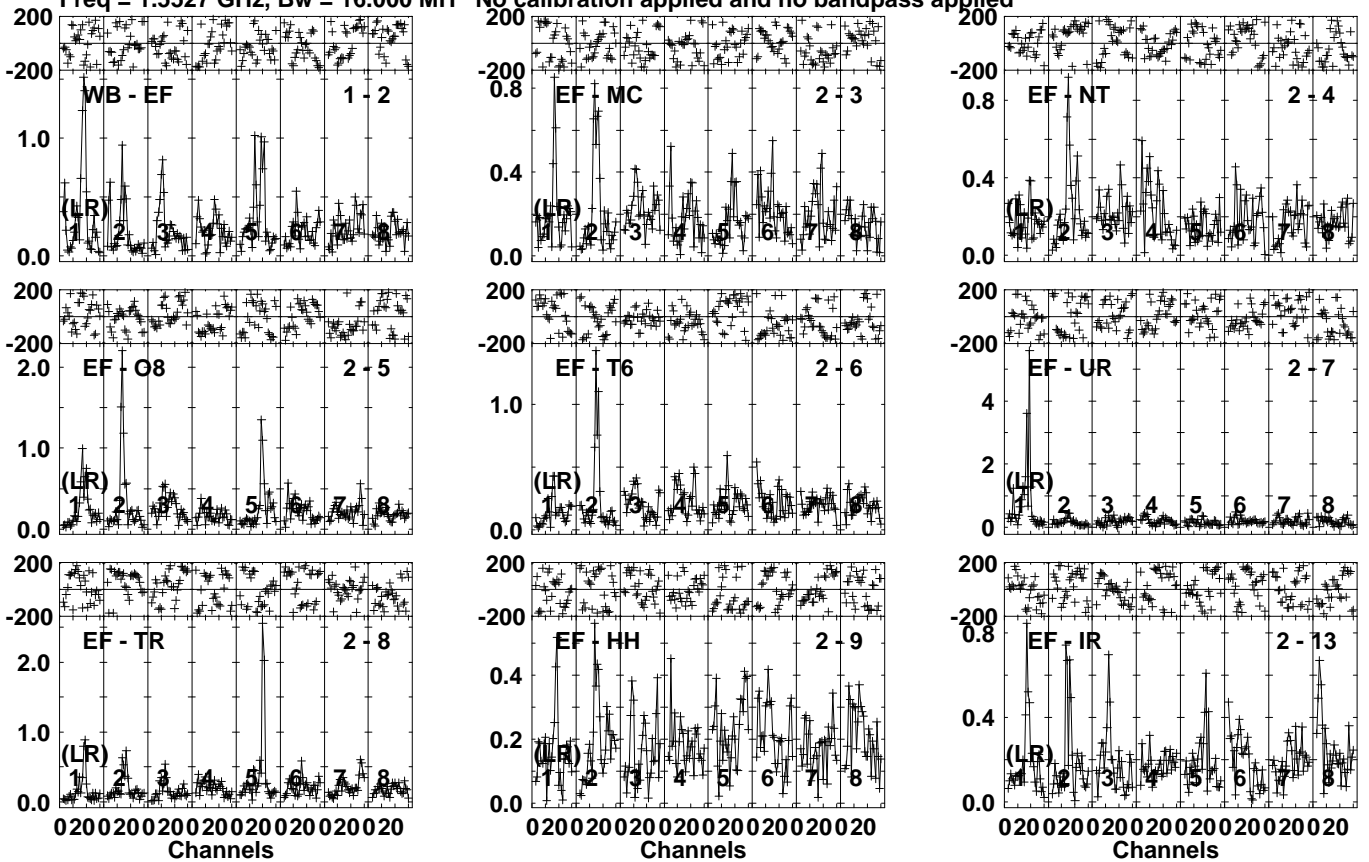 Freq = 1.5527 GHz, Bw = 16.000 MH No calibration applied and no bandpass applied
200 200 200
-200 -200 -200
WB - EF 1 - 2 EF - MC 2 - 3 EF - NT 2 - 4
0.8 0.8
1.0
0.4 0.4
(LR) (LR) (LR)
1 2 3 4 5 6 7 8 1 2 3 4 5 6 7 8 1 2 3 4 5 6 7 8
0.0 0.0 0.0
200 200 200
-200 -200 -200
EF - O8 2 - 5 EF - T6 2 - 6 EF - UR 2 - 7
2.0
1.0 4
1.0 2
(LR) (LR) (LR)
1 2 3 4 5 6 7 8 1 2 3 4 5 6 7 8 1 2 3 4 5 6 7 8
0.0 0.0 0
200 200 200
-200 -200 -200
EF - TR 2 - 8 EF - HH 2 - 9 EF - IR 2 - 13
0.8
2.0 0.4
0.4
1.0 0.2
(LR) (LR) (LR)
1 2 3 4 5 6 7 8 1 2 3 4 5 6 7 8 1 2 3 4 5 6 7 8
0.0 0.0 0.0
0 20 0 20 0 20 0 20 0 20 0 20 0 20 0 20 0 20 0 20 0 20 0 20 0 20 0 20 0 20 0 20 0 20 0 20 0 20 0 20 0 20 0 20 0 20 0 20
Channels Channels Channels